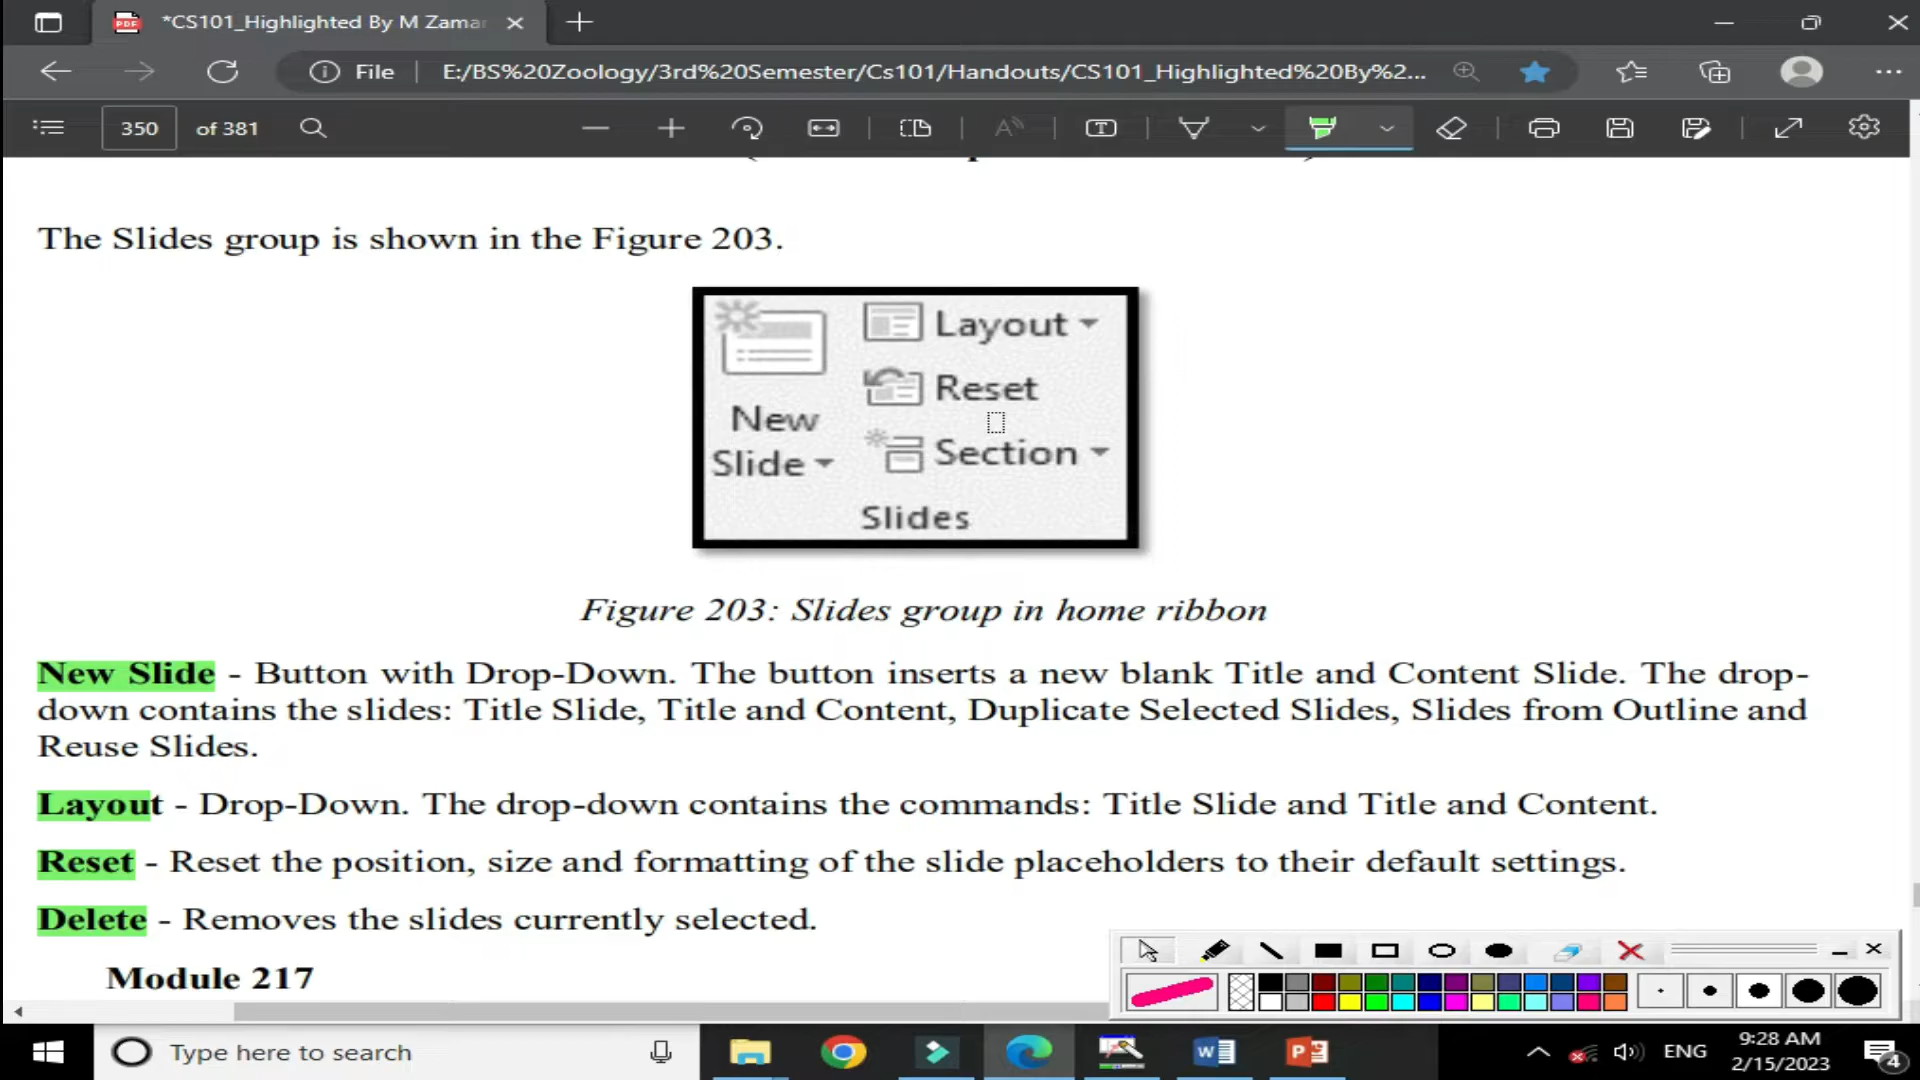 *CS101_Highlighted By M Zama
File
E:/BS%20Zoology/3rd%20Semester/Cs101/Handouts/CS101_Highlighted%20By%2...
350 of 381
The Slides group is shown in the Figure 203.
Layout
Reset
New
Slide
Section
Slides
Figure 203: Slides group in home ribbon
New Slide - Button with Drop-Down. The button inserts a new blank Title and Content Slide. The drop-
down contains the slides: Title Slide, Title and Content, Duplicate Selected Slides, Slides from Outline and
Reuse Slides.
Layout - Drop-Down. The drop-down contains the commands: Title Slide and Title and Content.
Reset - Reset the position, size and formatting of the slide placeholders to their default settings.
Delete - Removes the slides currently selected.
Module 217
Type here to search
ENG
9:28 AM
2/15/2023
4